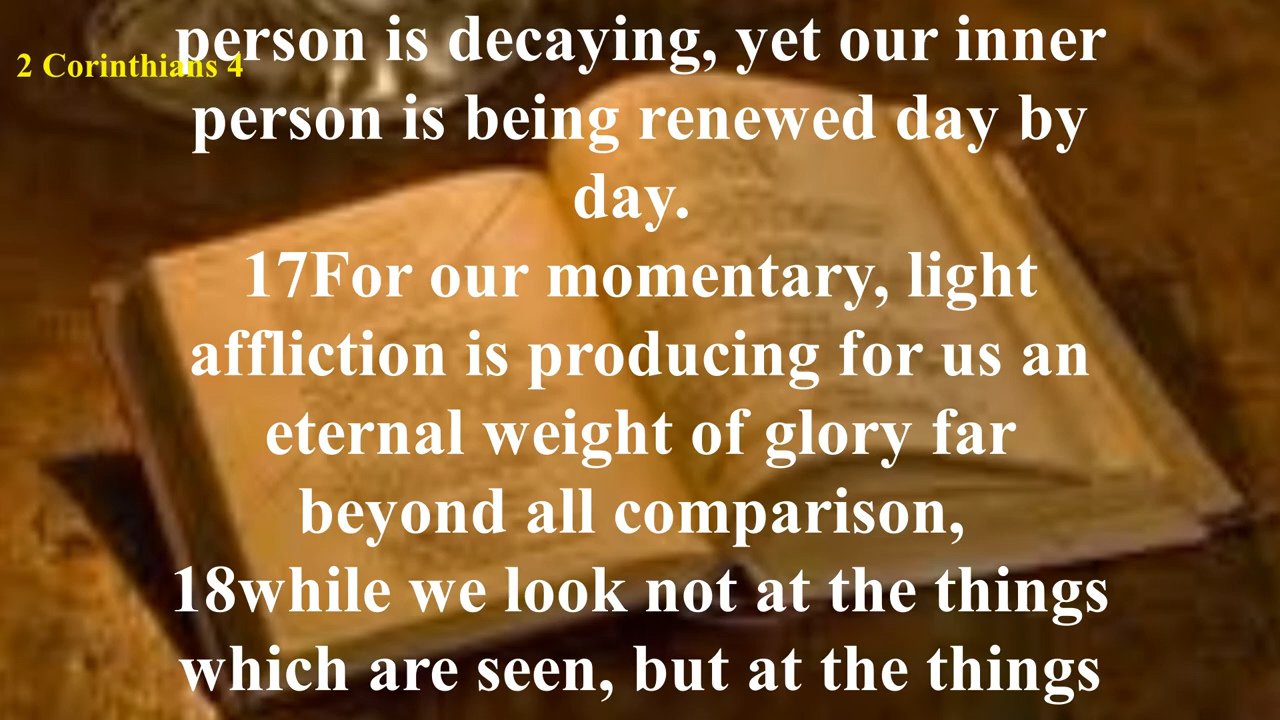 person is decaying, yet our inner
2 Corinthians 4
person is being renewed day by
day.
17For our momentary, light
affliction is producing for us an
eternal weight of glory far
beyond all comparison,
18while we look not at the things
which are seen, but at the things